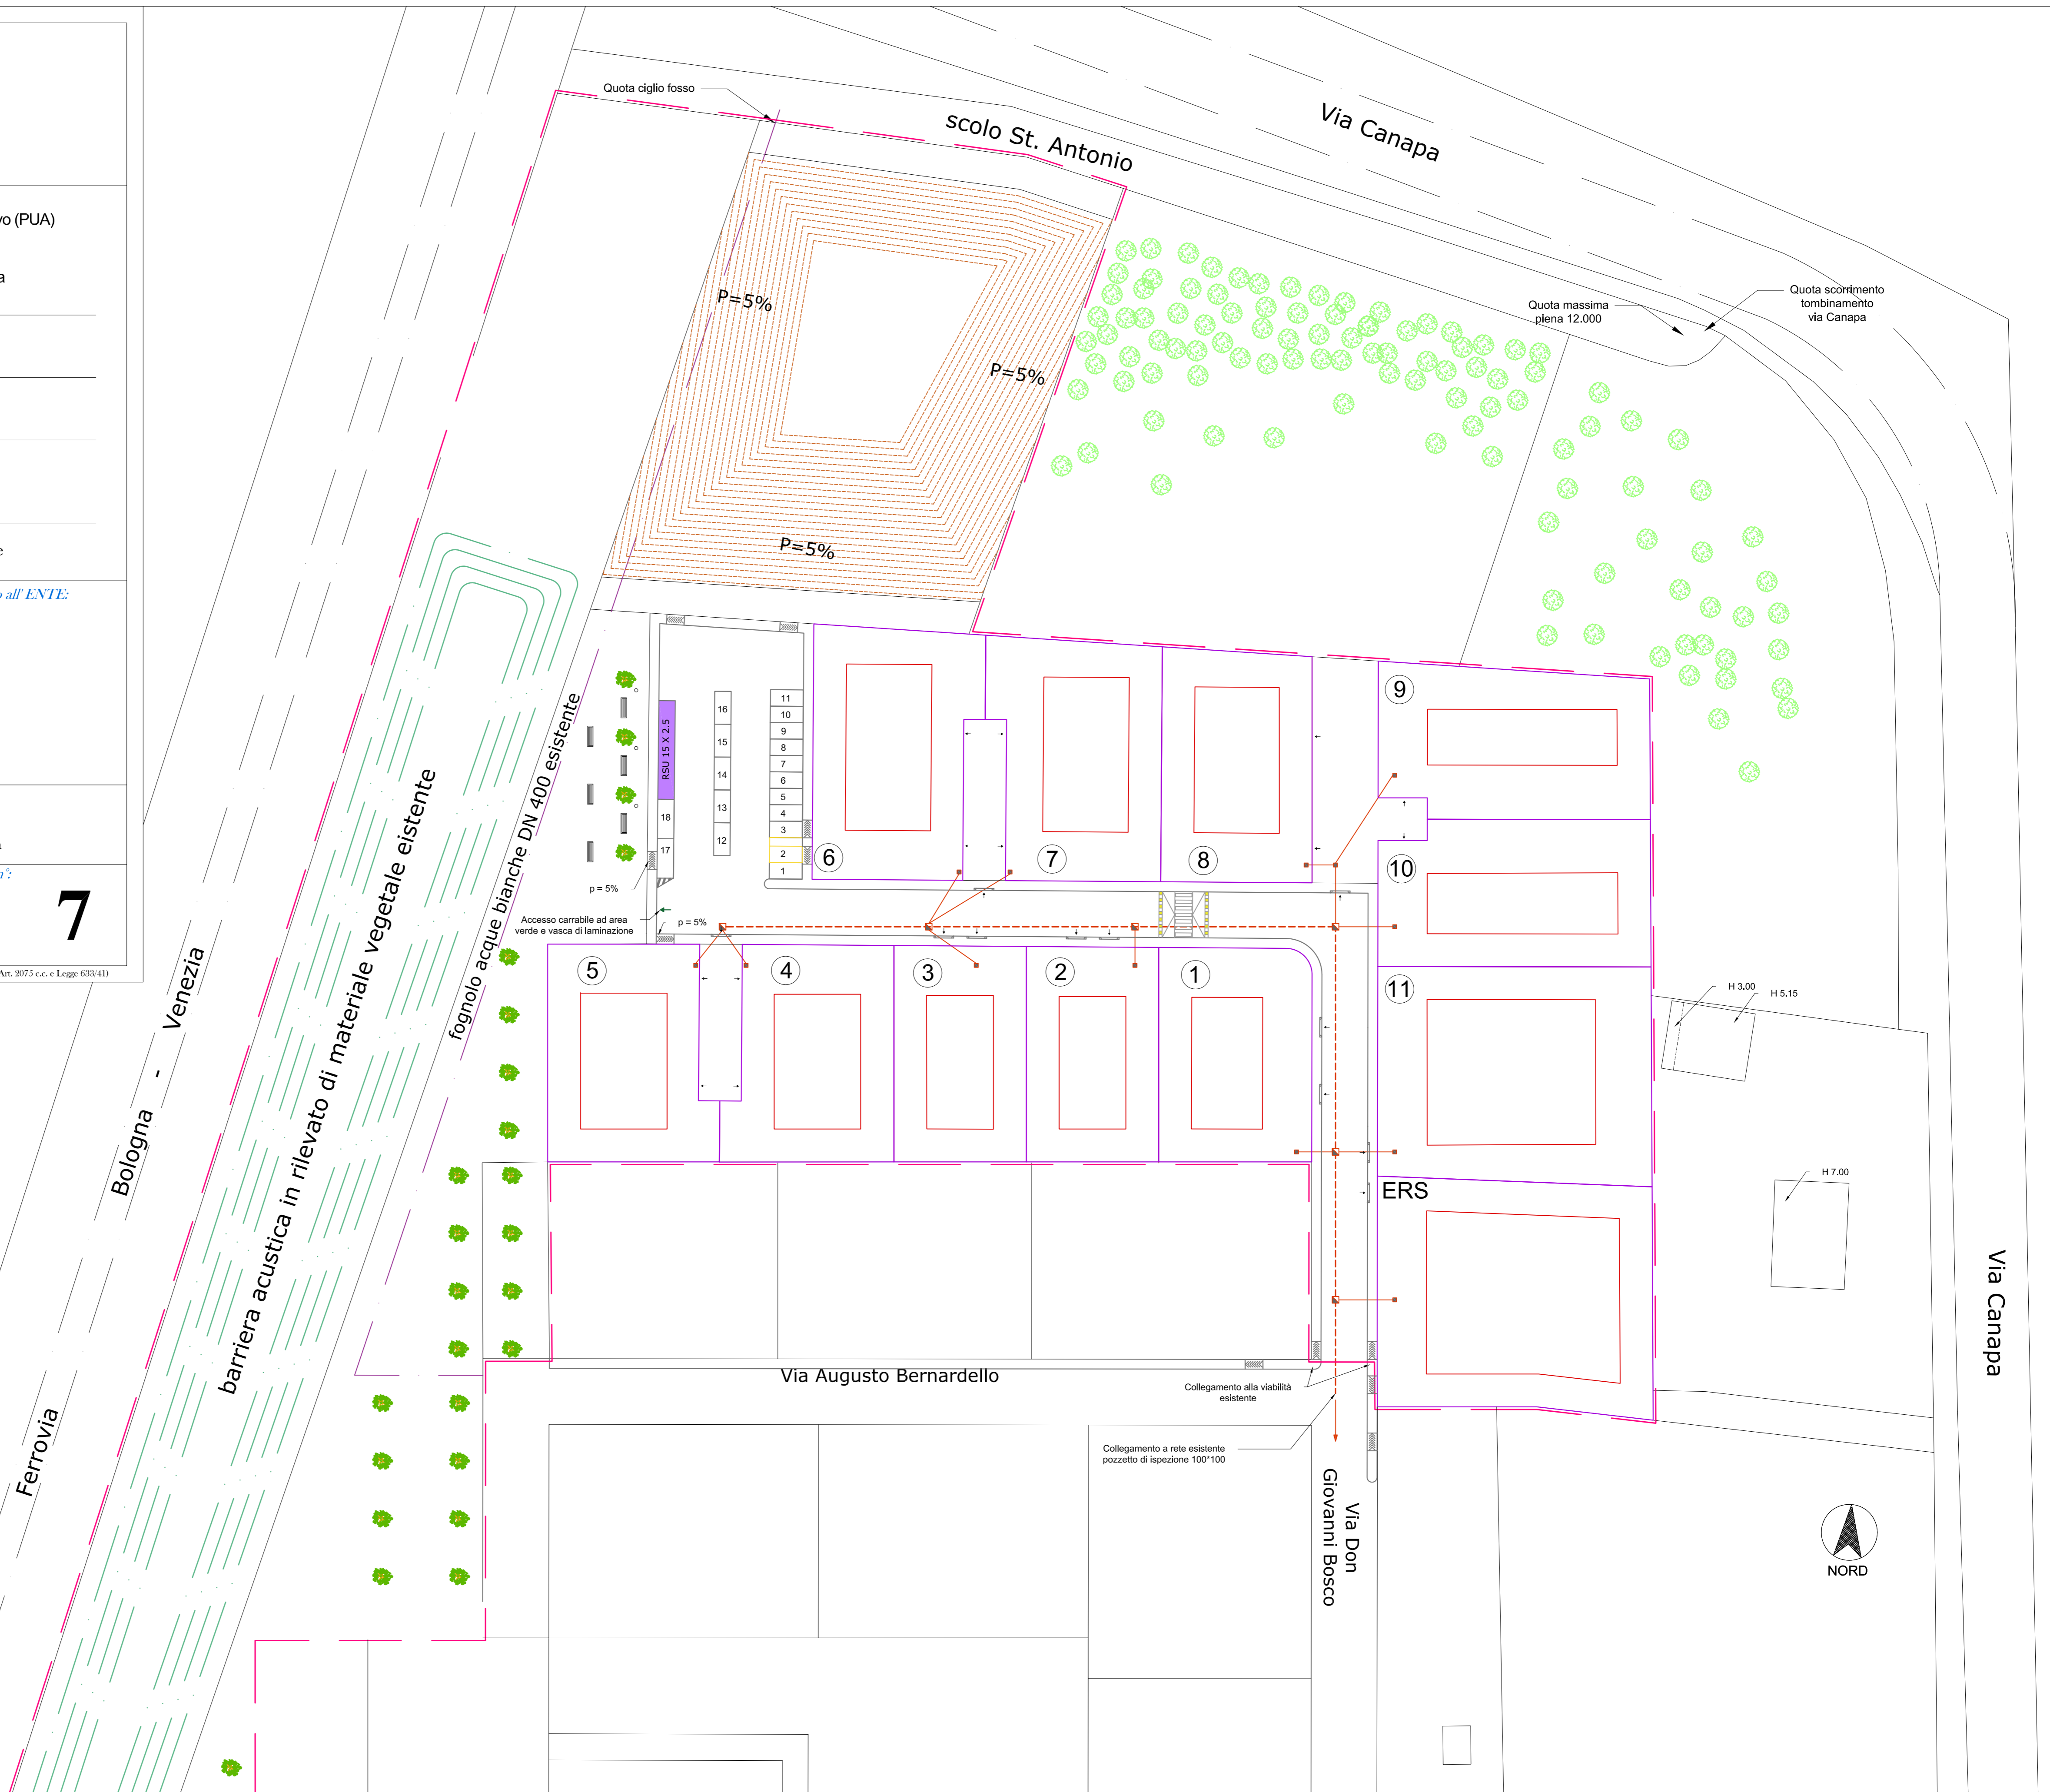 vo (PUA)
a
e
o all' ENTE:
n°:
7
Art. 2075 c.c. e Legge 633/41)
Quota ciglio fosso
scolo St. Antonio
Via Canapa
Quota massima
piena 12.000
Quota scorrimento
tombinamento
via Canapa
P=5%
P=5%
P=5%
barriera acustica in rilevato di materiale vegetale eistente
fognolo acque bianche DN 400 esistente
Ferrovia Bologna - Venezia
RSU 15 X 2.5
18
17
16
15
14
13
12
11
10
9
8
7
6
5
4
3
2
1
p = 5%
Accesso carrabile ad area
verde e vasca di laminazione
p = 5%
6
7
8
9
10
11
5
4
3
2
1
ERS
H 3.00
H 5.15
H 7.00
Via Augusto Bernardello
Collegamento alla viabilità
esistente
Collegamento a rete esistente
pozzetto di ispezione 100*100
Via Don
Giovanni Bosco
Via Canapa
NORD